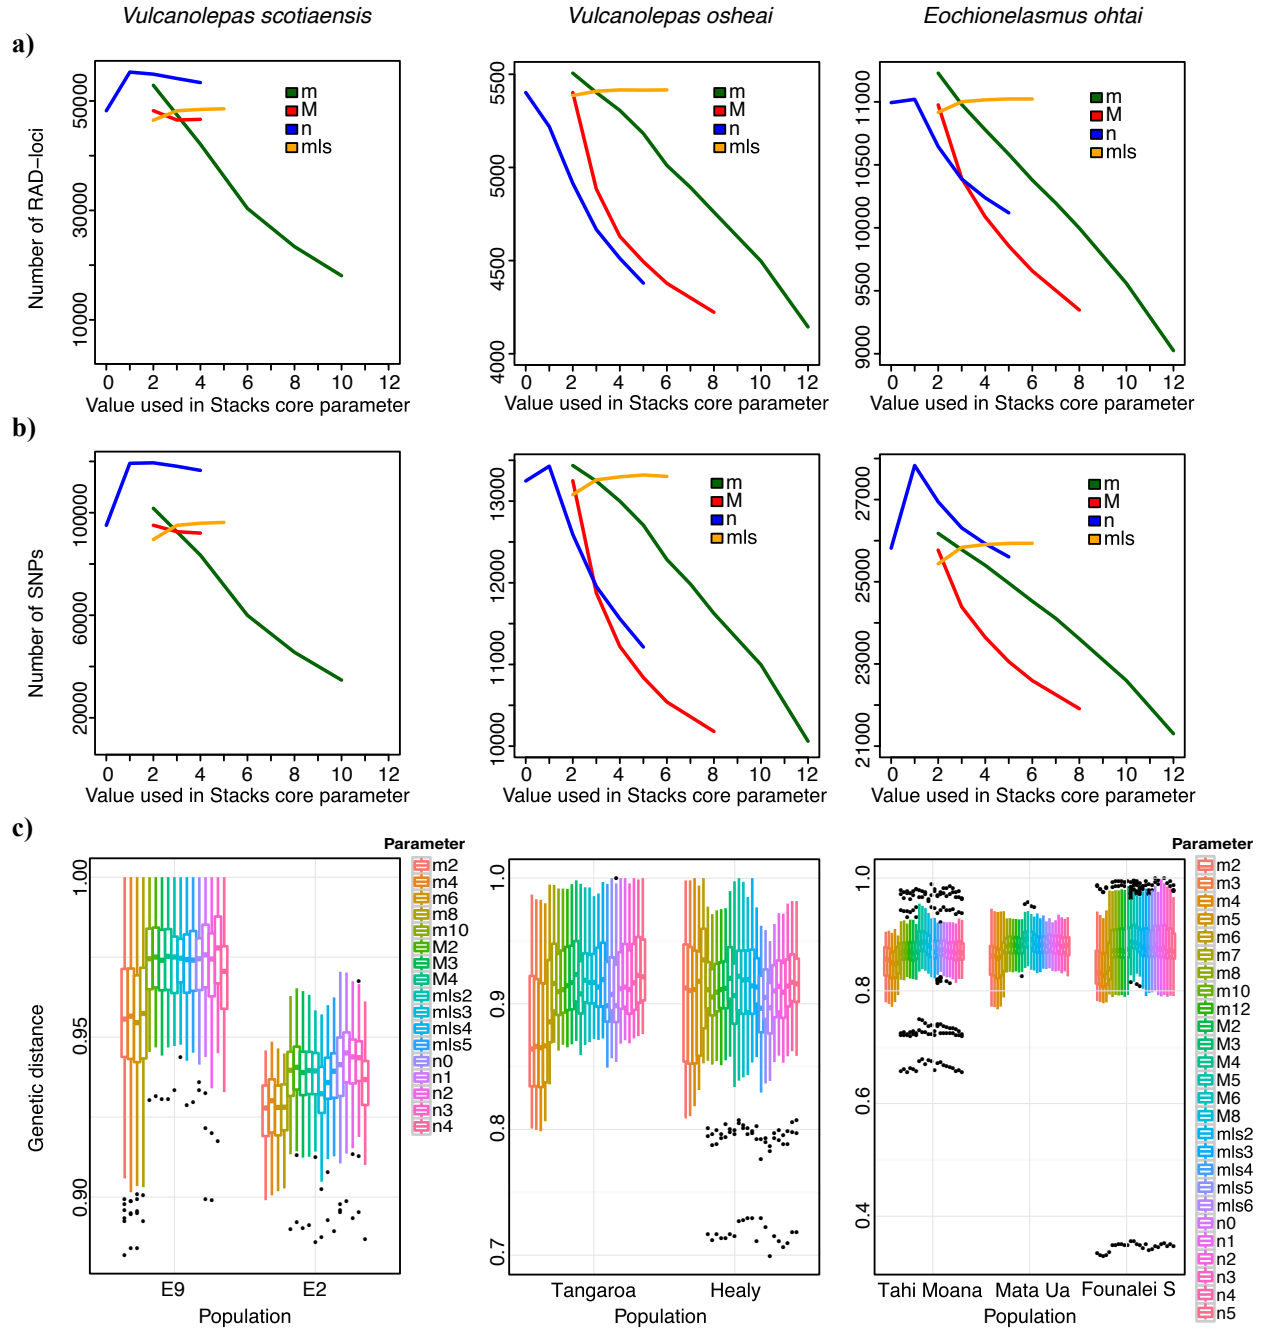 Vulcanolepas scotiaensis
Vulcanolepas osheai
Eochionelasmus ohtai
a)
Number of RAD–loci
10000 30000 50000
m
M
n
mls
0 2 4 6 8 10 12
Value used in Stacks core parameter
4000 4500 5000 5500
m
M
n
mls
0 2 4 6 8 10 12
Value used in Stacks core parameter
9000 9500 10000 10500 11000
m
M
n
mls
0 2 4 6 8 10 12
Value used in Stacks core parameter
b)
Number of SNPs
20000 60000 100000
m
M
n
mls
0 2 4 6 8 10 12
Value used in Stacks core parameter
10000 11000 12000 13000
m
M
n
mls
0 2 4 6 8 10 12
Value used in Stacks core parameter
21000 23000 25000 27000
m
M
n
mls
0 2 4 6 8 10 12
Value used in Stacks core parameter
c)
Genetic distance
0.90 0.95 1.00
E9 E2
Population
Parameter
m2
m4
m6
m8
m10
M2
M3
M4
mls2
mls3
mls4
mls5
n0
n1
n2
n3
n4
0.7 0.8 0.9 1.0
Tangaroa Healy
Population
0.4 0.6 0.8 1.0
Tahi Moana Mata Ua Founalei S
Population
Parameter
m2
m3
m4
m5
m6
m7
m8
m10
m12
M2
M3
M4
M5
M6
M8
mls2
mls3
mls4
mls5
mls6
n0
n1
n2
n3
n4
n5